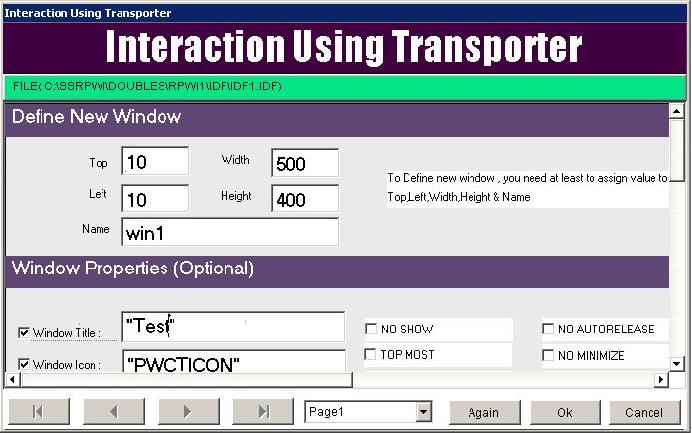 Interaction Using Transporter
Interaction Using Transporter
FILE( C:\SSRPWI\DOUBLES\RPWI1\IDF\IDF1.IDF)
Define New Window
Top 10 Width 500
Left 10 Height 400
Name win1
To Define new window , you need at least to assign value to
Top,Left,Width,Height & Name
Window Properties (Optional)
Window Title : "Test" NO SHOW NO AUTORELEASE
Window Icon : "PWCTICON" TOP MOST NO MINIMIZE
Page1 Again Ok Cancel